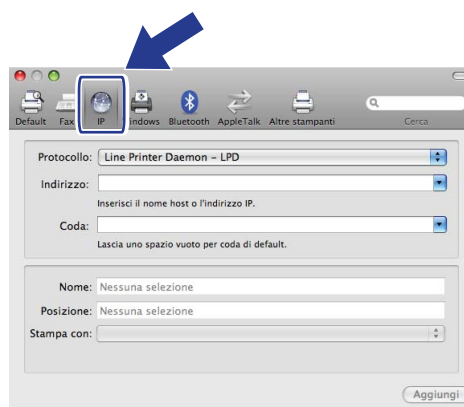 Default Fax IP Windows Bluetooth AppleTalk Altre stampanti Cerca
Protocollo: Line Printer Daemon – LPD
Indirizzo:
Inserisci il nome host o l'indirizzo IP.
Coda:
Lascia uno spazio vuoto per coda di default.
Nome: Nessuna selezione
Posizione: Nessuna selezione
Stampa con:
Aggiungi